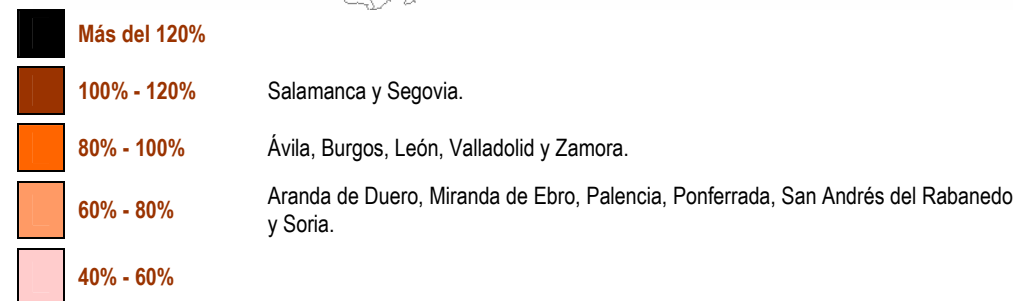 Más del 120%
100% - 120% Salamanca y Segovia.
80% - 100% Ávila, Burgos, León, Valladolid y Zamora.
60% - 80% Aranda de Duero, Miranda de Ebro, Palencia, Ponferrada, San Andrés del Rabanedo
y Soria.
40% - 60%